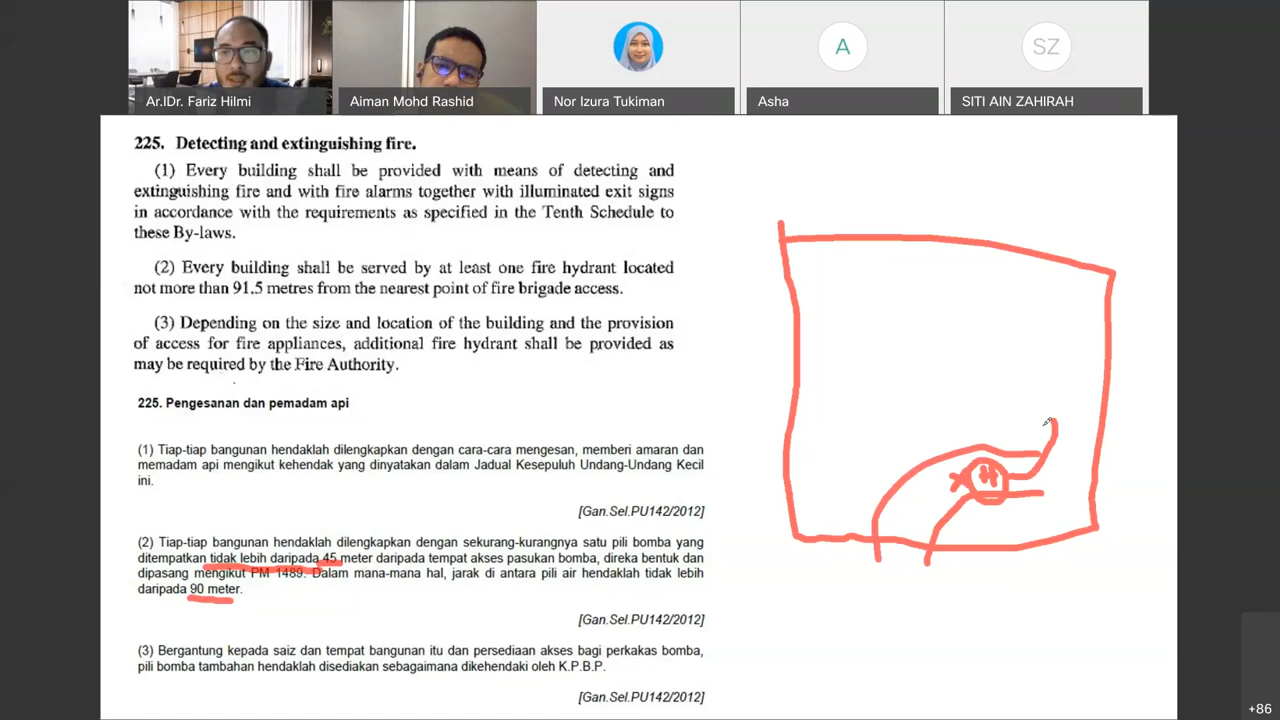 A
SZ
Ar.IDr. Fariz Hilmi
Aiman Mohd Rashid
Nor Izura Tukiman
Asha
SITI AIN ZAHIRAH
225. Detecting and extinguishing fire.
(1) Every building shall be provided with means of detecting and
extinguishing fire and with fire alarms together with illuminated exit signs
in accordance with the requirements as specified in the Tenth Schedule to
these By-laws.
(2) Every building shall be served by at least one fire hydrant located
not more than 91.5 metres from the nearest point of fire brigade access.
(3) Depending on the size and location of the building and the provision
of access for fire appliances, additional fire hydrant shall be provided as
may be required by the Fire Authority.
225. Pengesanan dan pemadam api
(1) Tiap-tiap bangunan hendaklah dilengkapkan dengan cara-cara mengesan, memberi amaran dan
memadam api mengikut kehendak yang dinyatakan dalam Jadual Kesepuluh Undang-Undang Kecil
ini.
[Gan.Sel.PU142/2012]
(2) Tiap-tiap bangunan hendaklah dilengkapkan dengan sekurang-kurangnya satu pili bomba yang
ditempatkan tidak lebih daripada 45 meter daripada tempat akses pasukan bomba, direka bentuk dan
dipasang mengikut PM 1489. Dalam mana-mana hal, jarak di antara pili air hendaklah tidak lebih
daripada 90 meter.
[Gan.Sel.PU142/2012]
(3) Bergantung kepada saiz dan tempat bangunan itu dan persediaan akses bagi perkakas bomba,
pili bomba tambahan hendaklah disediakan sebagaimana dikehendaki oleh K.P.B.P.
[Gan.Sel.PU142/2012]
+86